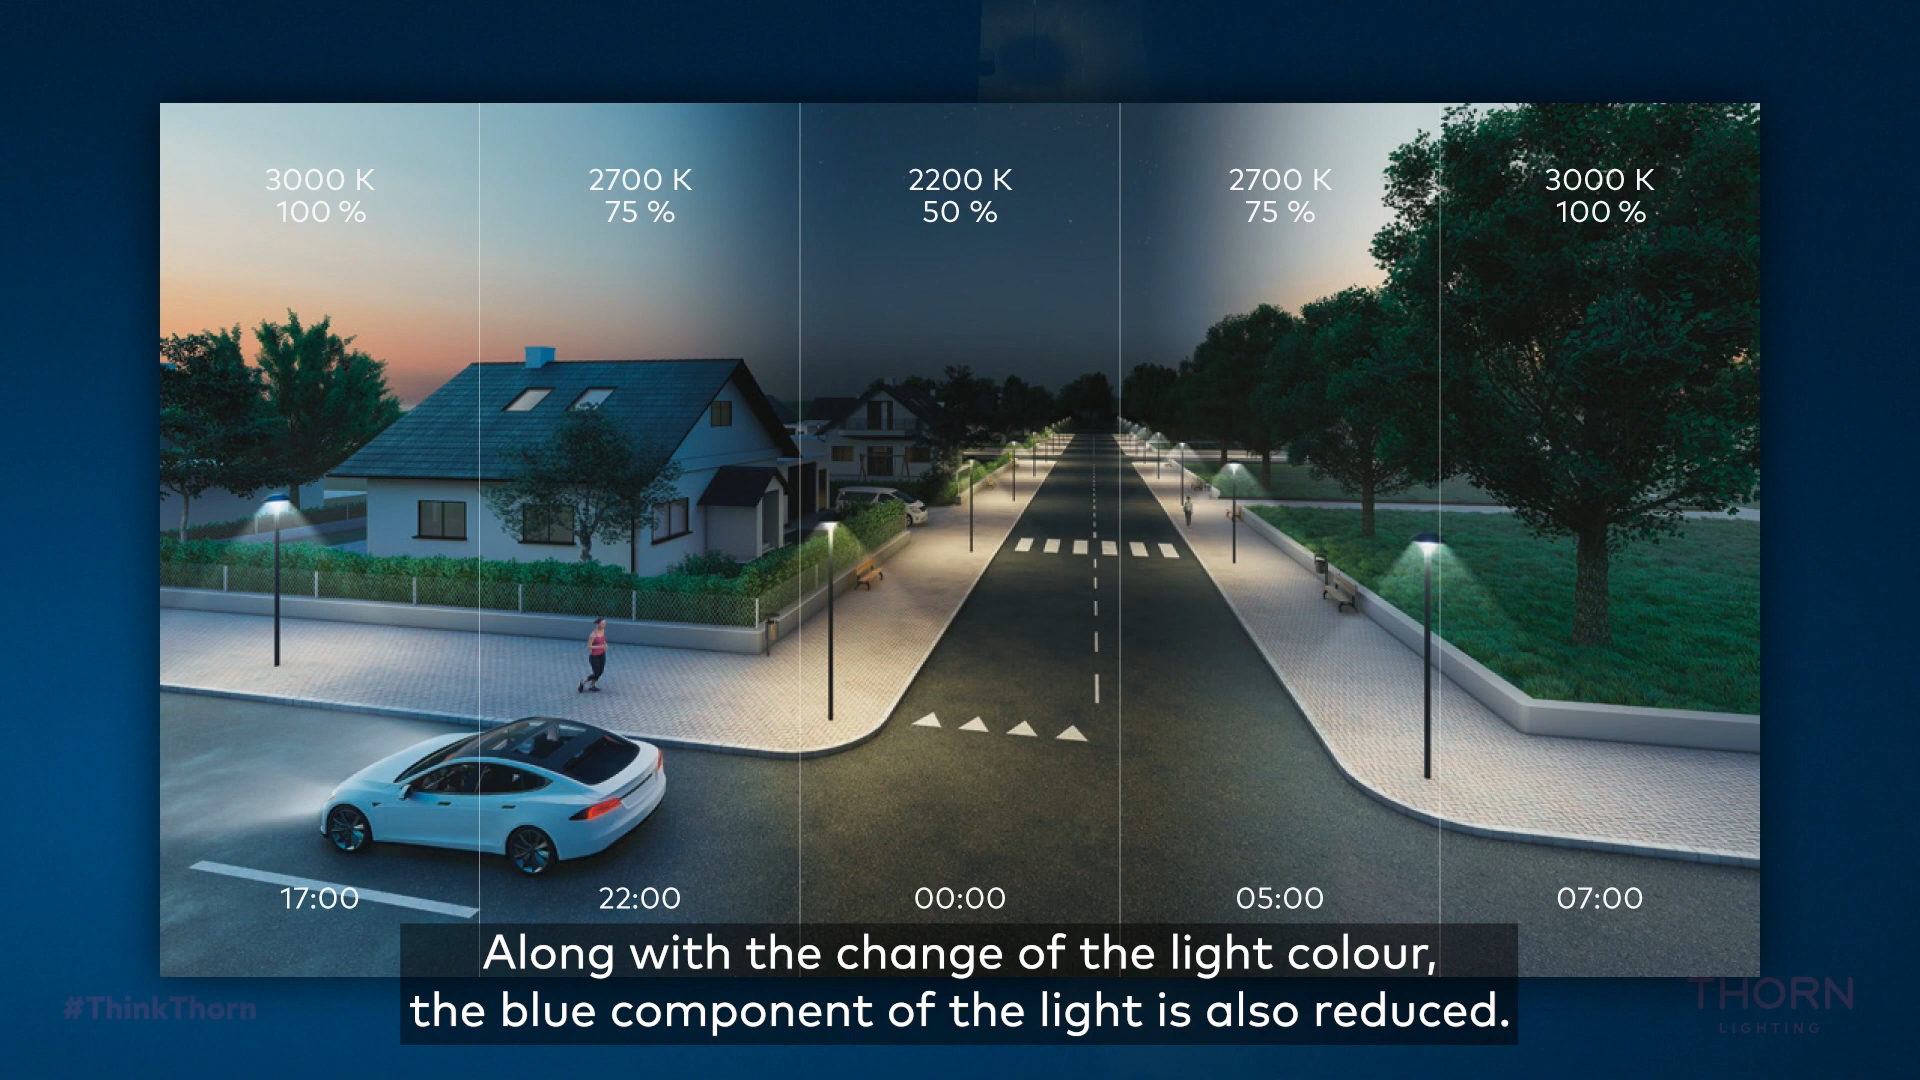 3000 K
100 %
2700 K
75 %
2200 K
50 %
2700 K
75 %
3000 K
100 %
17:00
22:00
00:00
05:00
07:00
Along with the change of the light colour,
the blue component of the light is also reduced.
#ThinkThorn
THORN
LIGHTING